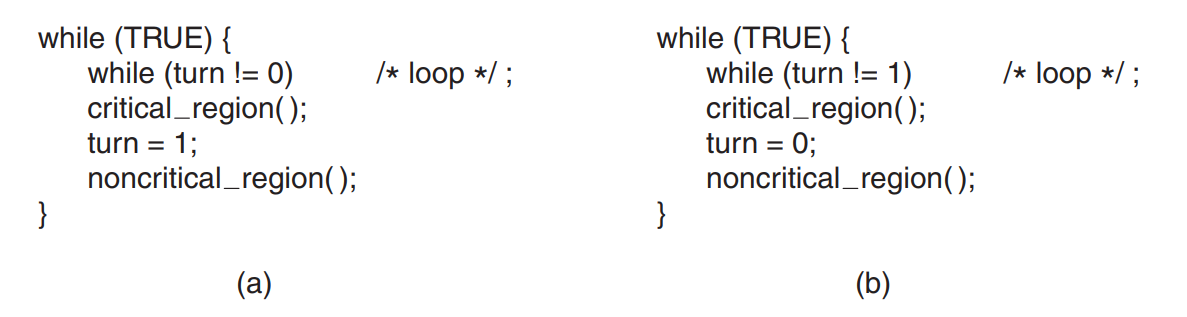 while (TRUE) {
while (turn != 0) /* loop */ ;
critical_region( );
turn = 1;
noncritical_region( );
}
(a)
while (TRUE) {
while (turn != 1) /* loop */ ;
critical_region( );
turn = 0;
noncritical_region( );
}
(b)